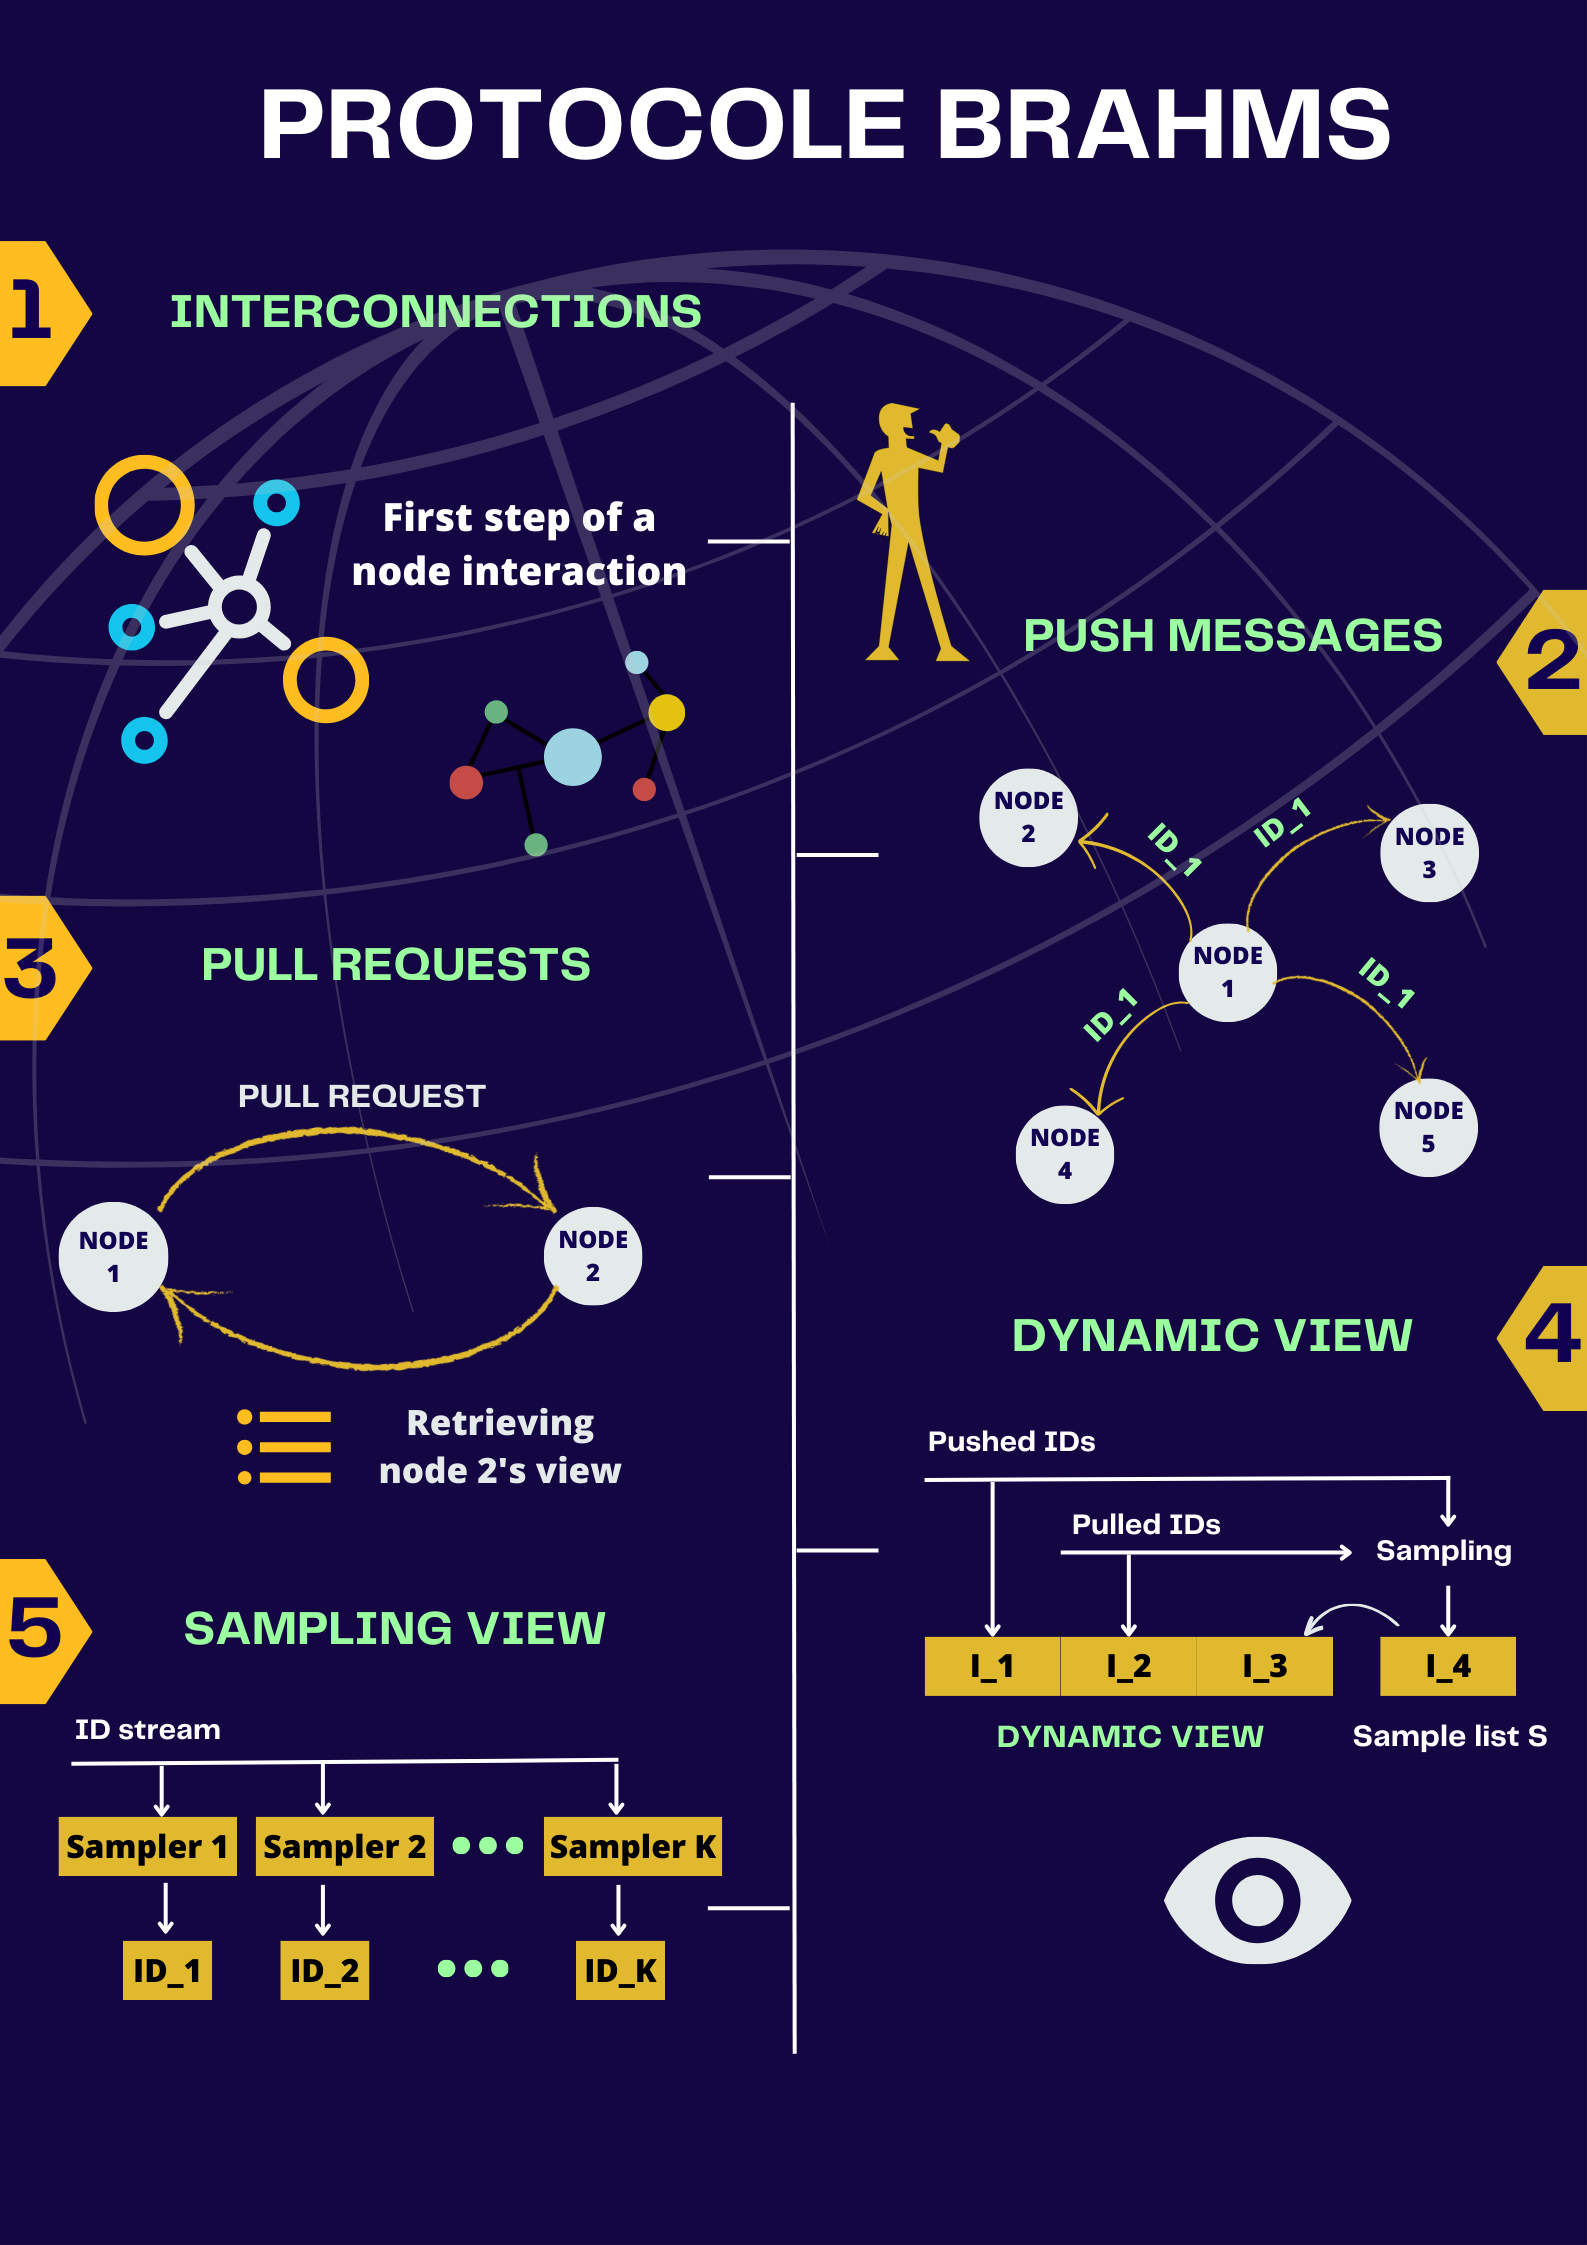 PROTOCOLE BRAHMS
1
INTERCONNECTIONS
First step of a
node interaction
2
PUSH MESSAGES
NODE
2
ID_1
ID_1
NODE
3
NODE
1
ID_1
ID_1
NODE
4
NODE
5
3
PULL REQUESTS
PULL REQUEST
NODE
1
NODE
2
Retrieving
node 2's view
4
DYNAMIC VIEW
Pushed IDs
Pulled IDs
Sampling
I_1
I_2
I_3
I_4
DYNAMIC VIEW
Sample list S
5
SAMPLING VIEW
ID stream
Sampler 1
Sampler 2
Sampler K
ID_1
ID_2
ID_K